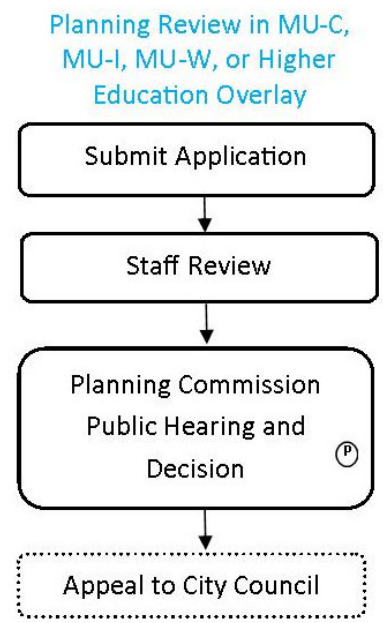 Planning Review in MU-C,
MU-I, MU-W, or Higher
Education Overlay
Submit Application
Staff Review
Planning Commission
Public Hearing and
Decision
P
Appeal to City Council